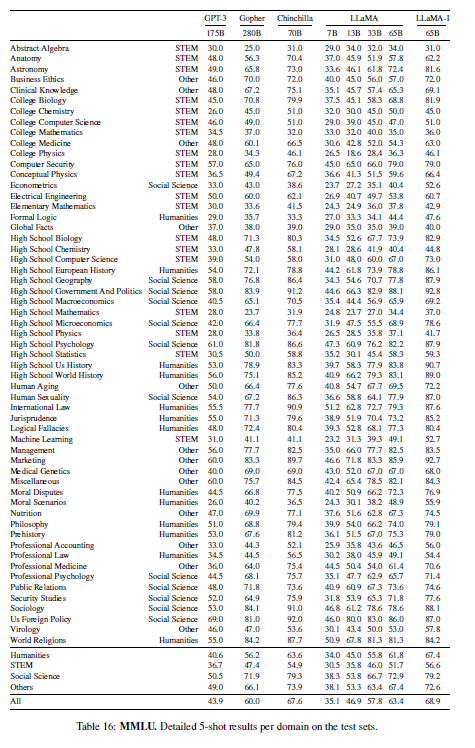 GPT-3 Gopher Chinchilla LLaMA LLaMA-I
175B 280B 70B 7B 13B 33B 65B 65B
Abstract Algebra STEM 30.0 25.0 31.0 29.0 34.0 32.0 34.0 31.0
Anatomy STEM 48.0 56.3 70.4 37.0 45.9 51.9 57.8 62.2
Astronomy STEM 49.0 65.8 73.0 33.6 46.1 61.8 72.4 81.6
Business Ethics Other 46.0 70.0 72.0 40.0 45.0 56.0 57.0 72.0
Clinical Knowledge Other 48.0 67.2 75.1 35.1 45.7 57.4 65.3 69.1
College Biology STEM 45.0 70.8 79.9 37.5 45.1 58.3 68.8 81.9
College Chemistry STEM 26.0 45.0 51.0 32.0 30.0 45.0 50.0 45.0
College Computer Science STEM 46.0 49.0 51.0 29.0 39.0 45.0 47.0 51.0
College Mathematics STEM 34.5 37.0 32.0 33.0 32.0 40.0 35.0 36.0
College Medicine Other 48.0 60.1 66.5 30.6 42.8 52.0 54.3 63.0
College Physics STEM 28.0 34.3 46.1 26.5 18.6 28.4 36.3 46.1
Computer Security STEM 57.0 65.0 76.0 45.0 65.0 66.0 79.0 79.0
Conceptual Physics STEM 36.5 49.4 67.2 36.6 41.3 51.5 59.6 66.4
Econometrics Social Science 33.0 43.0 38.6 23.7 27.2 35.1 40.4 52.6
Electrical Engineering STEM 50.0 60.0 62.1 26.9 40.7 49.7 53.8 60.7
Elementary Mathematics STEM 30.0 33.6 41.5 24.3 24.9 36.0 37.8 42.9
Formal Logic Humanities 29.0 35.7 33.3 27.0 33.3 34.1 44.4 47.6
Global Facts Other 37.0 38.0 39.0 29.0 35.0 35.0 39.0 40.0
High School Biology STEM 48.0 71.3 80.3 34.5 52.6 67.7 73.9 82.9
High School Chemistry STEM 33.0 47.8 58.1 28.1 28.6 41.9 40.4 44.8
High School Computer Science STEM 39.0 54.0 58.0 31.0 48.0 60.0 67.0 73.0
High School European History Humanities 54.0 72.1 78.8 44.2 61.8 73.9 78.8 86.1
High School Geography Social Science 58.0 76.8 86.4 34.3 54.6 70.7 77.8 87.9
High School Government And Politics Social Science 58.0 83.9 91.2 44.6 66.3 82.9 88.1 92.8
High School Macroeconomics Social Science 40.5 65.1 70.5 35.4 44.4 56.9 65.9 69.2
High School Mathematics STEM 28.0 23.7 31.9 24.8 23.7 27.0 34.4 37.0
High School Microeconomics Social Science 42.0 66.4 77.7 31.9 47.5 55.5 68.9 78.6
High School Physics STEM 28.0 33.8 36.4 26.5 28.5 35.8 37.1 41.7
High School Psychology Social Science 61.0 81.8 86.6 47.3 60.9 76.2 82.2 87.9
High School Statistics STEM 30.5 50.0 58.8 35.2 30.1 45.4 58.3 59.3
High School Us History Humanities 53.0 78.9 83.3 39.7 58.3 77.9 83.8 90.7
High School World History Humanities 56.0 75.1 85.2 40.9 66.2 79.3 83.1 89.0
Human Aging Other 50.0 66.4 77.6 40.8 54.7 67.7 69.5 72.2
Human Sexuality Social Science 54.0 67.2 86.3 36.6 58.8 64.1 77.9 87.0
International Law Humanities 55.5 77.7 90.9 51.2 62.8 72.7 79.3 87.6
Jurisprudence Humanities 55.0 71.3 79.6 38.9 51.9 70.4 73.2 85.2
Logical Fallacies Humanities 48.0 72.4 80.4 39.3 52.8 68.1 77.3 80.4
Machine Learning STEM 31.0 41.1 41.1 23.2 31.3 39.3 49.1 52.7
Management Other 56.0 77.7 82.5 35.0 66.0 77.7 82.5 83.5
Marketing Other 60.0 83.3 89.7 46.6 71.8 83.3 85.9 92.7
Medical Genetics Other 40.0 69.0 69.0 43.0 52.0 67.0 67.0 68.0
Miscellaneous Other 60.0 75.7 84.5 42.4 65.4 78.5 82.1 84.3
Moral Disputes Humanities 44.5 66.8 77.5 40.2 50.9 66.2 72.3 76.9
Moral Scenarios Humanities 26.0 40.2 36.5 24.3 30.1 38.2 48.9 55.9
Nutrition Other 47.0 69.9 77.1 37.6 51.6 62.8 67.3 74.5
Philosophy Humanities 51.0 68.8 79.4 39.9 54.0 66.2 74.0 79.1
Prehistory Humanities 53.0 67.6 81.2 36.1 51.5 67.0 75.3 79.0
Professional Accounting Other 33.0 44.3 52.1 25.9 35.8 43.6 46.5 56.0
Professional Law Humanities 34.5 44.5 56.5 30.2 38.0 45.9 49.1 54.4
Professional Medicine Other 36.0 64.0 75.4 44.5 50.4 54.0 61.4 70.6
Professional Psychology Social Science 44.5 68.1 75.7 35.1 47.7 62.9 65.7 71.4
Public Relations Social Science 48.0 71.8 73.6 40.9 60.9 67.3 73.6 74.6
Security Studies Social Science 52.0 64.9 75.9 31.8 53.9 65.3 71.8 77.6
Sociology Social Science 53.0 84.1 91.0 46.8 61.2 78.6 78.6 88.1
Us Foreign Policy Social Science 69.0 81.0 92.0 46.0 80.0 83.0 86.0 87.0
Virology Other 46.0 47.0 53.6 30.1 43.4 50.0 53.0 57.8
World Religions Humanities 55.0 84.2 87.7 50.9 67.8 81.3 81.3 84.2
Humanities 40.6 56.2 63.6 34.0 45.0 55.8 61.8 67.4
STEM 36.7 47.4 54.9 30.5 35.8 46.0 51.7 56.6
Social Science 50.5 71.9 79.3 38.3 53.8 66.7 72.9 79.2
Others 49.0 66.1 73.9 38.1 53.3 63.4 67.4 72.6
All 43.9 60.0 67.6 35.1 46.9 57.8 63.4 68.9
Table 16: MMLU. Detailed 5-shot results per domain on the test sets.